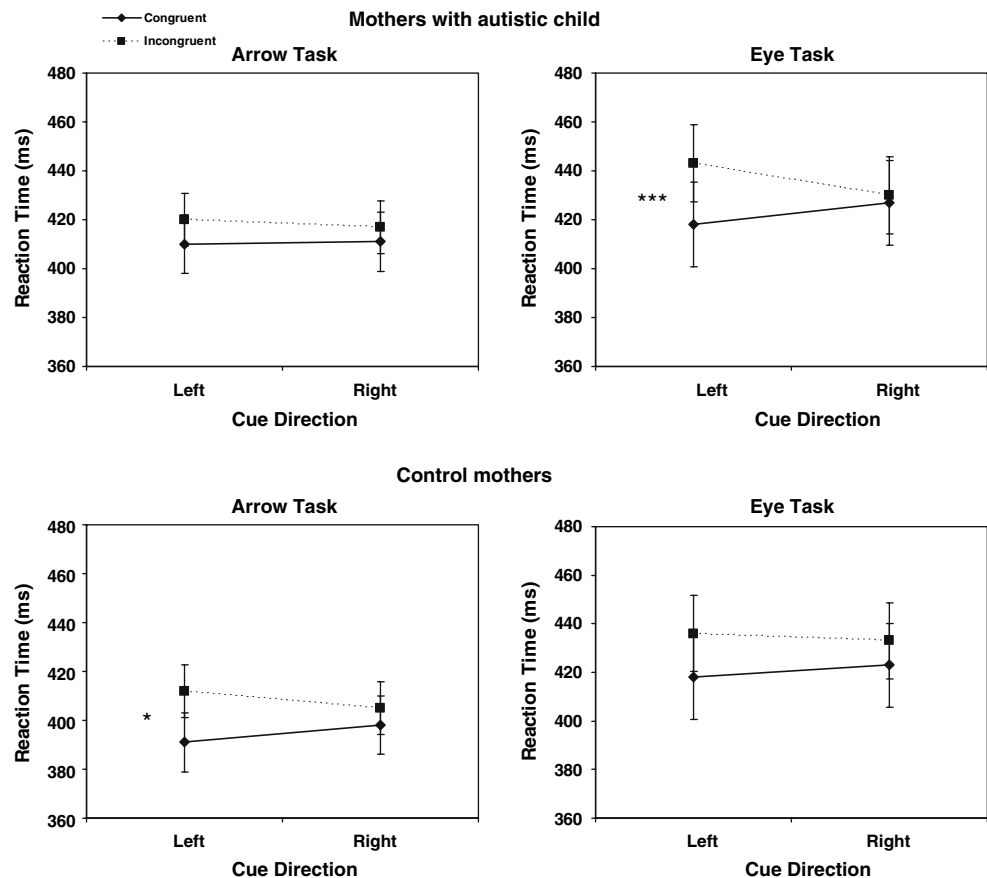 Mothers with autistic child
Congruent
Incongruent
Arrow Task
Reaction Time (ms)
480
460
440
420
400
380
360
Left Right
Cue Direction
Eye Task
Reaction Time (ms)
480
460
440
420
400
380
360
***
Left Right
Cue Direction
Control mothers
Arrow Task
Reaction Time (ms)
480
460
440
420
400
380
360
*
Left Right
Cue Direction
Eye Task
Reaction Time (ms)
480
460
440
420
400
380
360
Left Right
Cue Direction